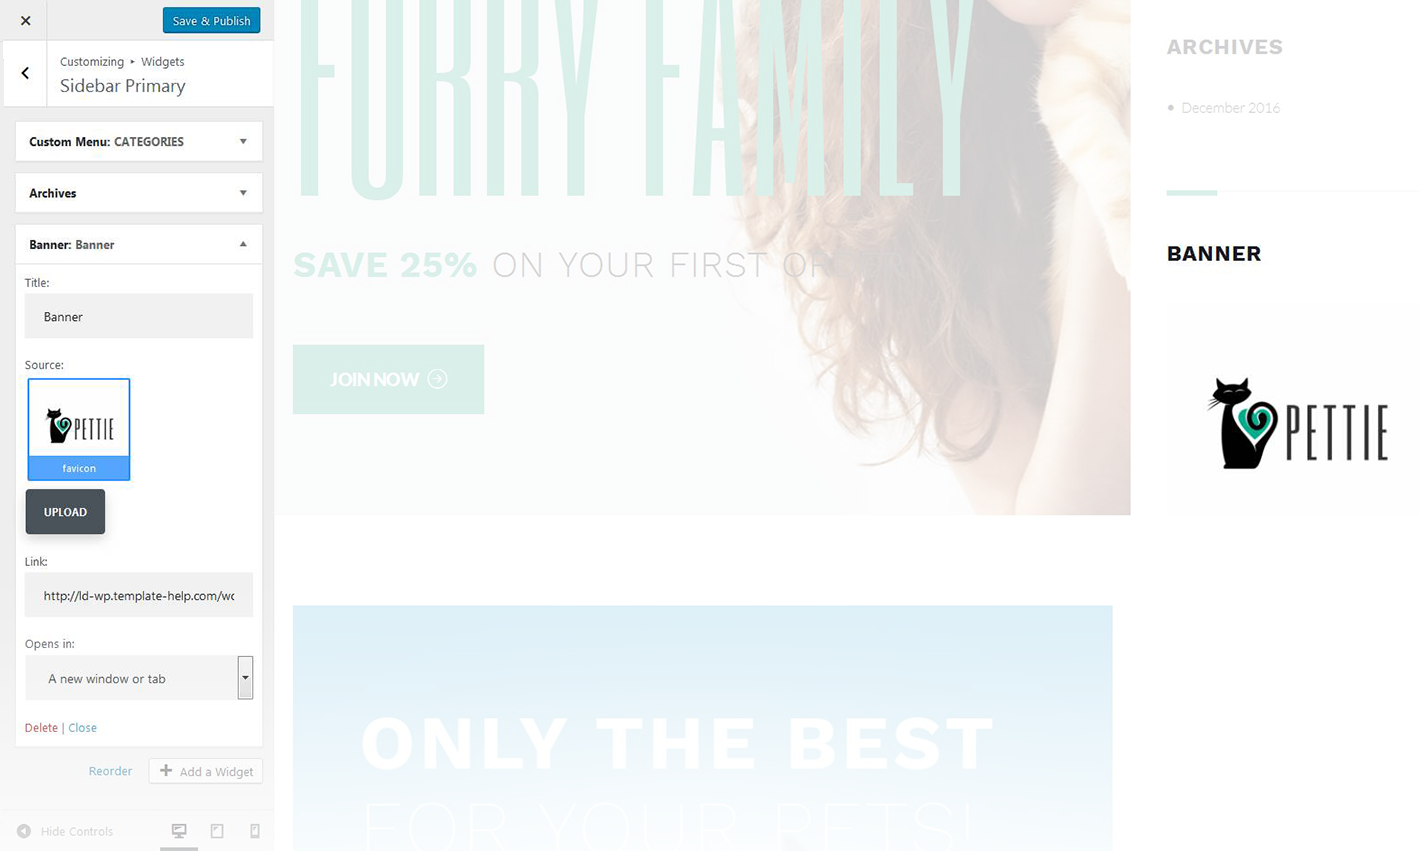 Save & Publish
Customizing ▸ Widgets
Sidebar Primary
Custom Menu: CATEGORIES
Archives
Banner: Banner
Title:
Banner
Source:
PETTIE
favicon
UPLOAD
Link:
http://ld-wp.template-help.com/wc
Opens in:
A new window or tab
Delete | Close
Reorder
Add a Widget
Hide Controls
FURRY FAMILY
SAVE 25% ON YOUR FIRST
JOIN NOW
ONLY THE BEST
FOR YOUR PETS!
ARCHIVES
December 2016
BANNER
PETTIE